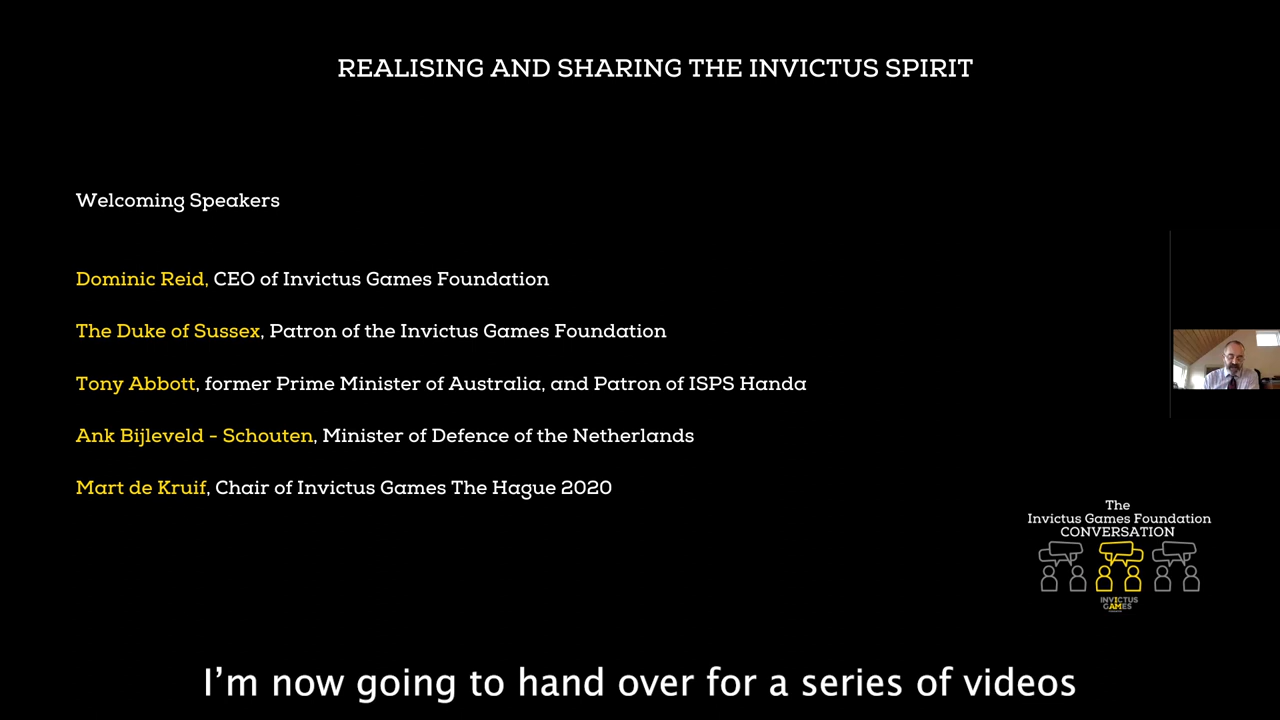 REALISING AND SHARING THE INVICTUS SPIRIT
Welcoming Speakers
Dominic Reid, CEO of Invictus Games Foundation
The Duke of Sussex, Patron of the Invictus Games Foundation
Tony Abbott, former Prime Minister of Australia, and Patron of ISPS Handa
Ank Bijleveld - Schouten, Minister of Defence of the Netherlands
Mart de Kruif, Chair of Invictus Games The Hague 2020
The
Invictus Games Foundation
CONVERSATION
INVICTUS
GAMES
I'm now going to hand over for a series of videos